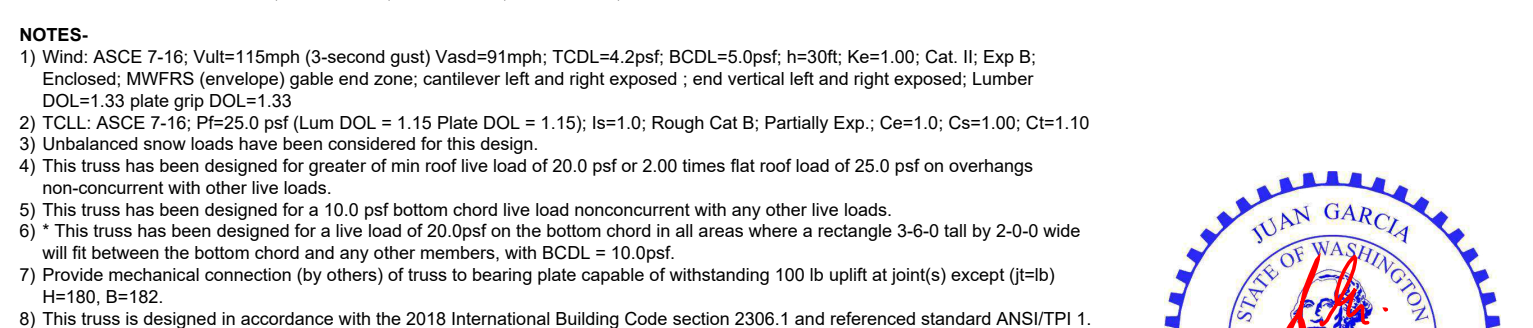 NOTES-
1) Wind: ASCE 7-16; Vult=115mph (3-second gust) Vasd=91mph; TCDL=4.2psf; BCDL=5.0psf; h=30ft; Ke=1.00; Cat. II; Exp B;
Enclosed; MWFRS (envelope) gable end zone; cantilever left and right exposed ; end vertical left and right exposed; Lumber
DOL=1.33 plate grip DOL=1.33
2) TCLL: ASCE 7-16; Pf=25.0 psf (Lum DOL = 1.15 Plate DOL = 1.15); Is=1.0; Rough Cat B; Partially Exp.; Ce=1.0; Cs=1.00; Ct=1.10
3) Unbalanced snow loads have been considered for this design.
4) This truss has been designed for greater of min roof live load of 20.0 psf or 2.00 times flat roof load of 25.0 psf on overhangs
non-concurrent with other live loads.
5) This truss has been designed for a 10.0 psf bottom chord live load nonconcurrent with any other live loads.
6) * This truss has been designed for a live load of 20.0psf on the bottom chord in all areas where a rectangle 3-6-0 tall by 2-0-0 wide
will fit between the bottom chord and any other members, with BCDL = 10.0psf.
7) Provide mechanical connection (by others) of truss to bearing plate capable of withstanding 100 lb uplift at joint(s) except (jt=lb)
H=180, B=182.
8) This truss is designed in accordance with the 2018 International Building Code section 2306.1 and referenced standard ANSI/TPI 1.
JUAN GARCIA
STATE OF WASHINGTON